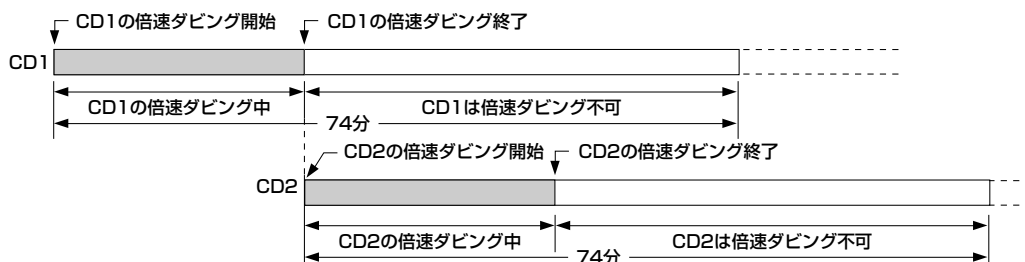 CD1の倍速ダビング開始
CD1の倍速ダビング終了
CD1
CD1の倍速ダビング中
CD1は倍速ダビング不可
74分
CD2の倍速ダビング開始
CD2の倍速ダビング終了
CD2
CD2の倍速ダビング中
CD2は倍速ダビング不可
74分